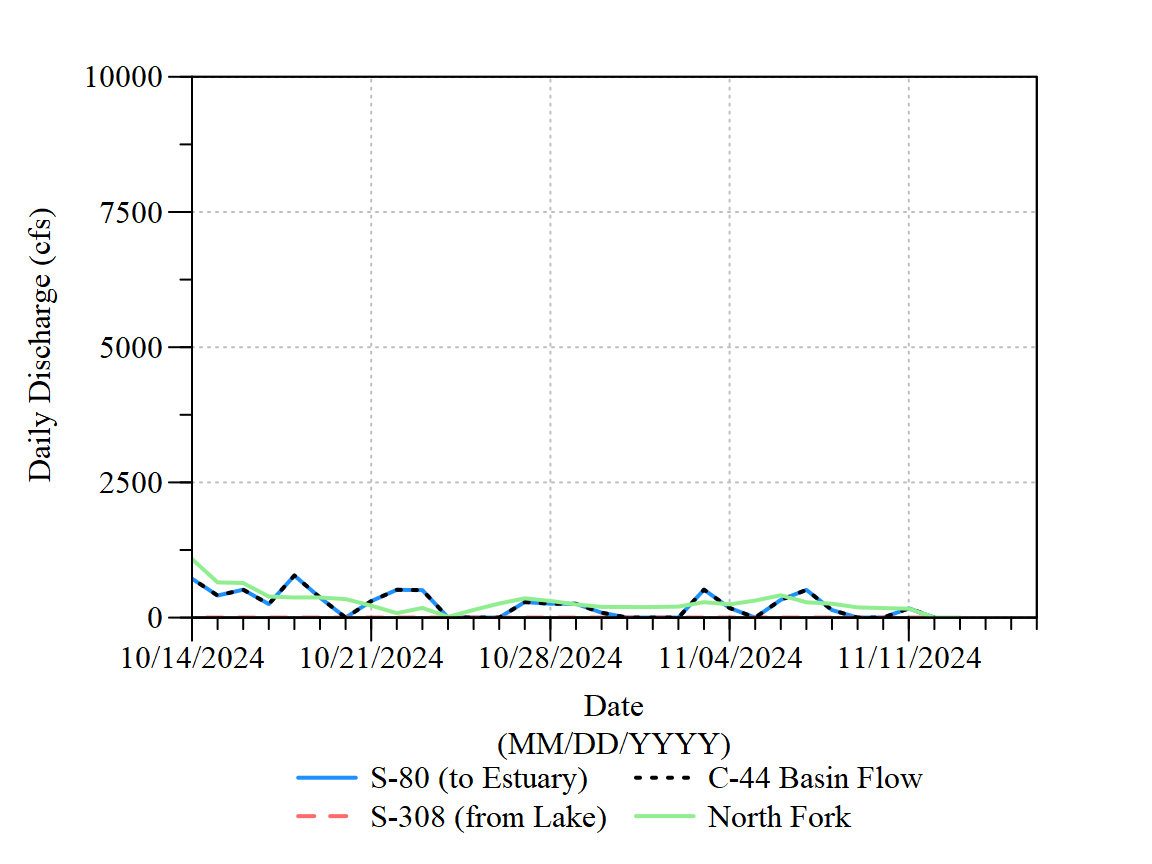 10000
7500
5000
2500
0
Daily Discharge (cfs)
10/14/2024 10/21/2024 10/28/2024 11/04/2024 11/11/2024
Date
(MM/DD/YYYY)
S-80 (to Estuary) C-44 Basin Flow
S-308 (from Lake) North Fork